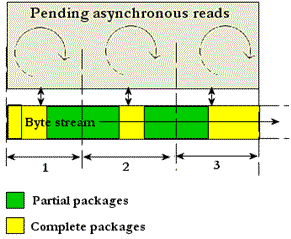 Pending asynchronous reads
Byte stream
1 2 3
Partial packages
Complete packages